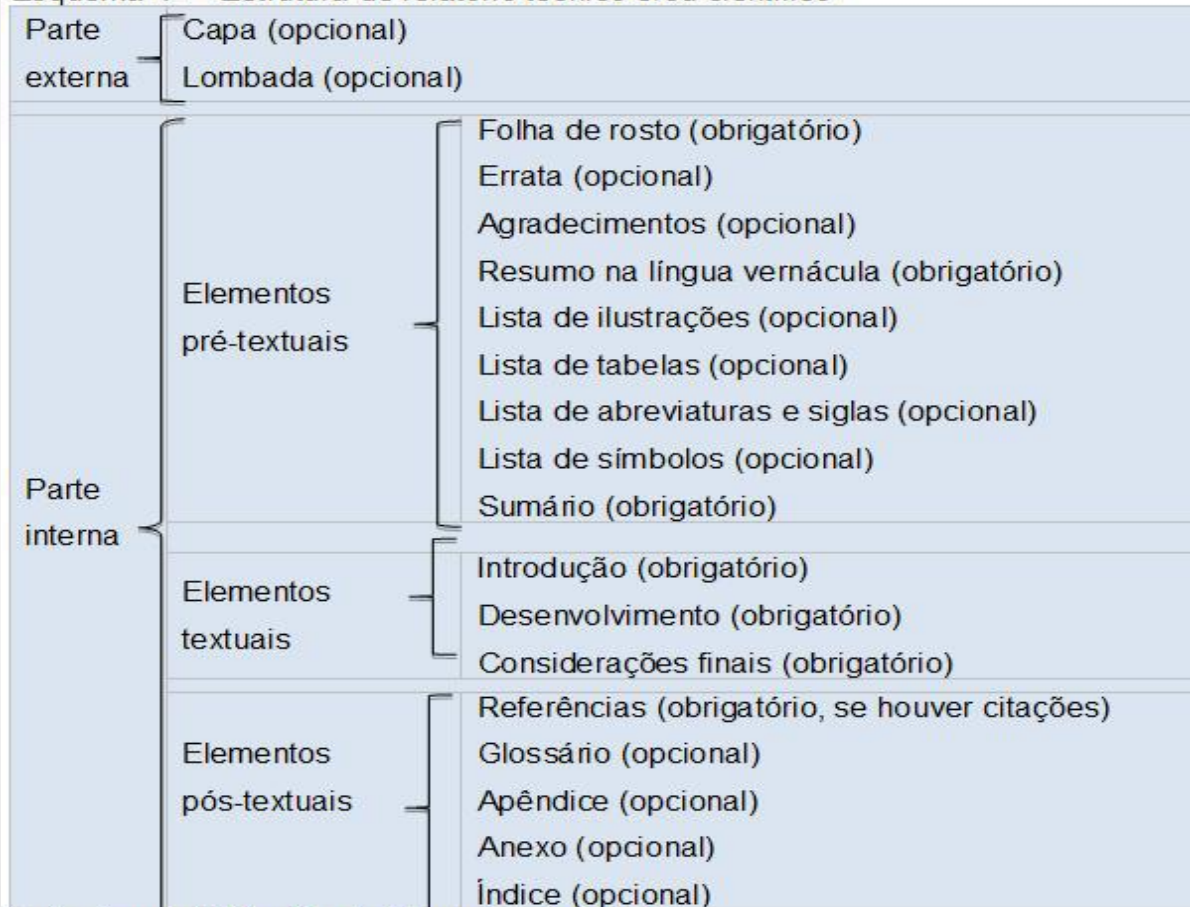 Parte
externa
Capa (opcional)
Lombada (opcional)
Parte
interna
Elementos
pré-textuais
Folha de rosto (obrigatório)
Errata (opcional)
Agradecimentos (opcional)
Resumo na língua vernácula (obrigatório)
Lista de ilustrações (opcional)
Lista de tabelas (opcional)
Lista de abreviaturas e siglas (opcional)
Lista de símbolos (opcional)
Sumário (obrigatório)
Elementos
textuais
Introdução (obrigatório)
Desenvolvimento (obrigatório)
Considerações finais (obrigatório)
Elementos
pós-textuais
Referências (obrigatório, se houver citações)
Glossário (opcional)
Apêndice (opcional)
Anexo (opcional)
Índice (opcional)